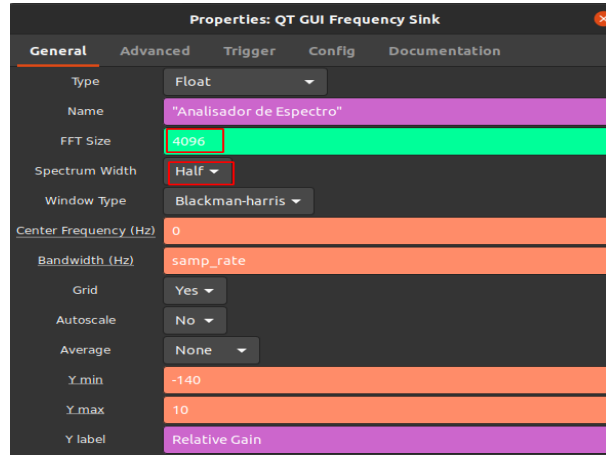 Properties: QT GUI Frequency Sink
General Advanced Trigger Config Documentation
Type Float
Name "Analisador de Espectro"
FFT Size 4096
Spectrum Width Half
Window Type Blackman-harris
Center Frequency (Hz) 0
Bandwidth (Hz) samp_rate
Grid Yes
Autoscale No
Average None
Y min -140
Y max 10
Y label Relative Gain